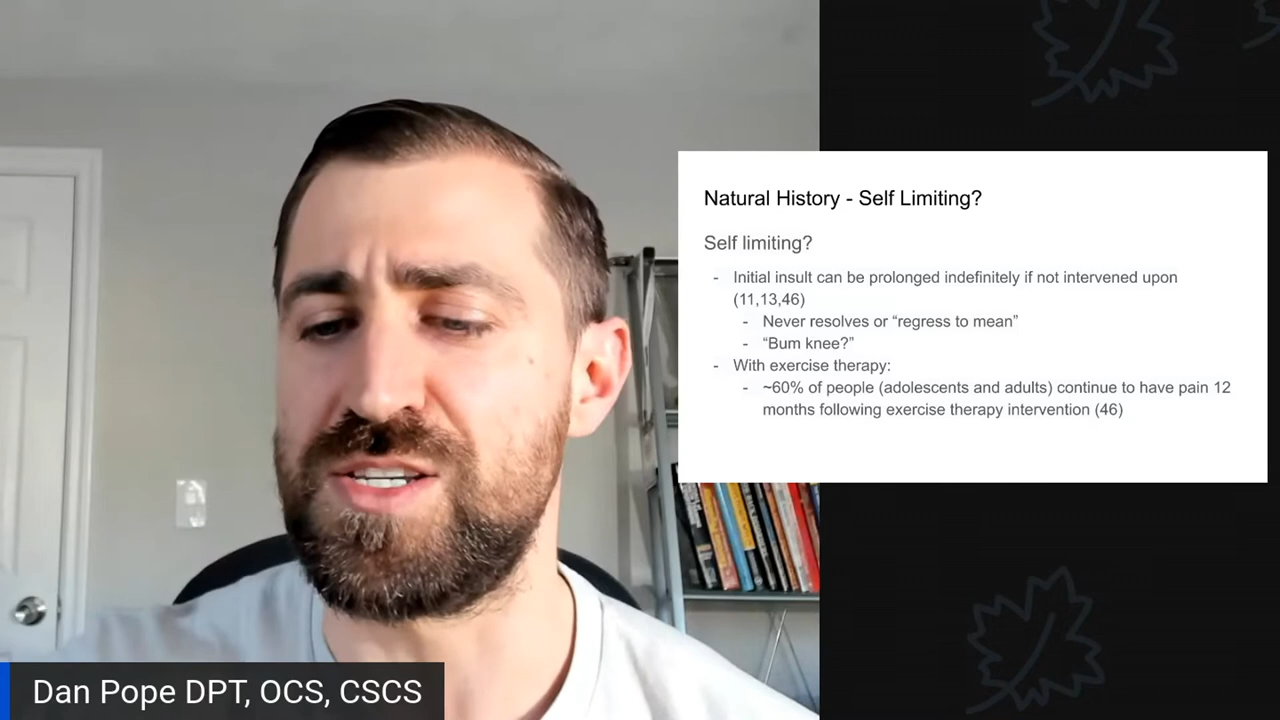 Natural History - Self Limiting?
Self limiting?
- Initial insult can be prolonged indefinitely if not intervened upon
(11,13,46)
- Never resolves or “regress to mean”
- “Bum knee?”
- With exercise therapy:
- ~60% of people (adolescents and adults) continue to have pain 12
months following exercise therapy intervention (46)
Dan Pope DPT, OCS, CSCS